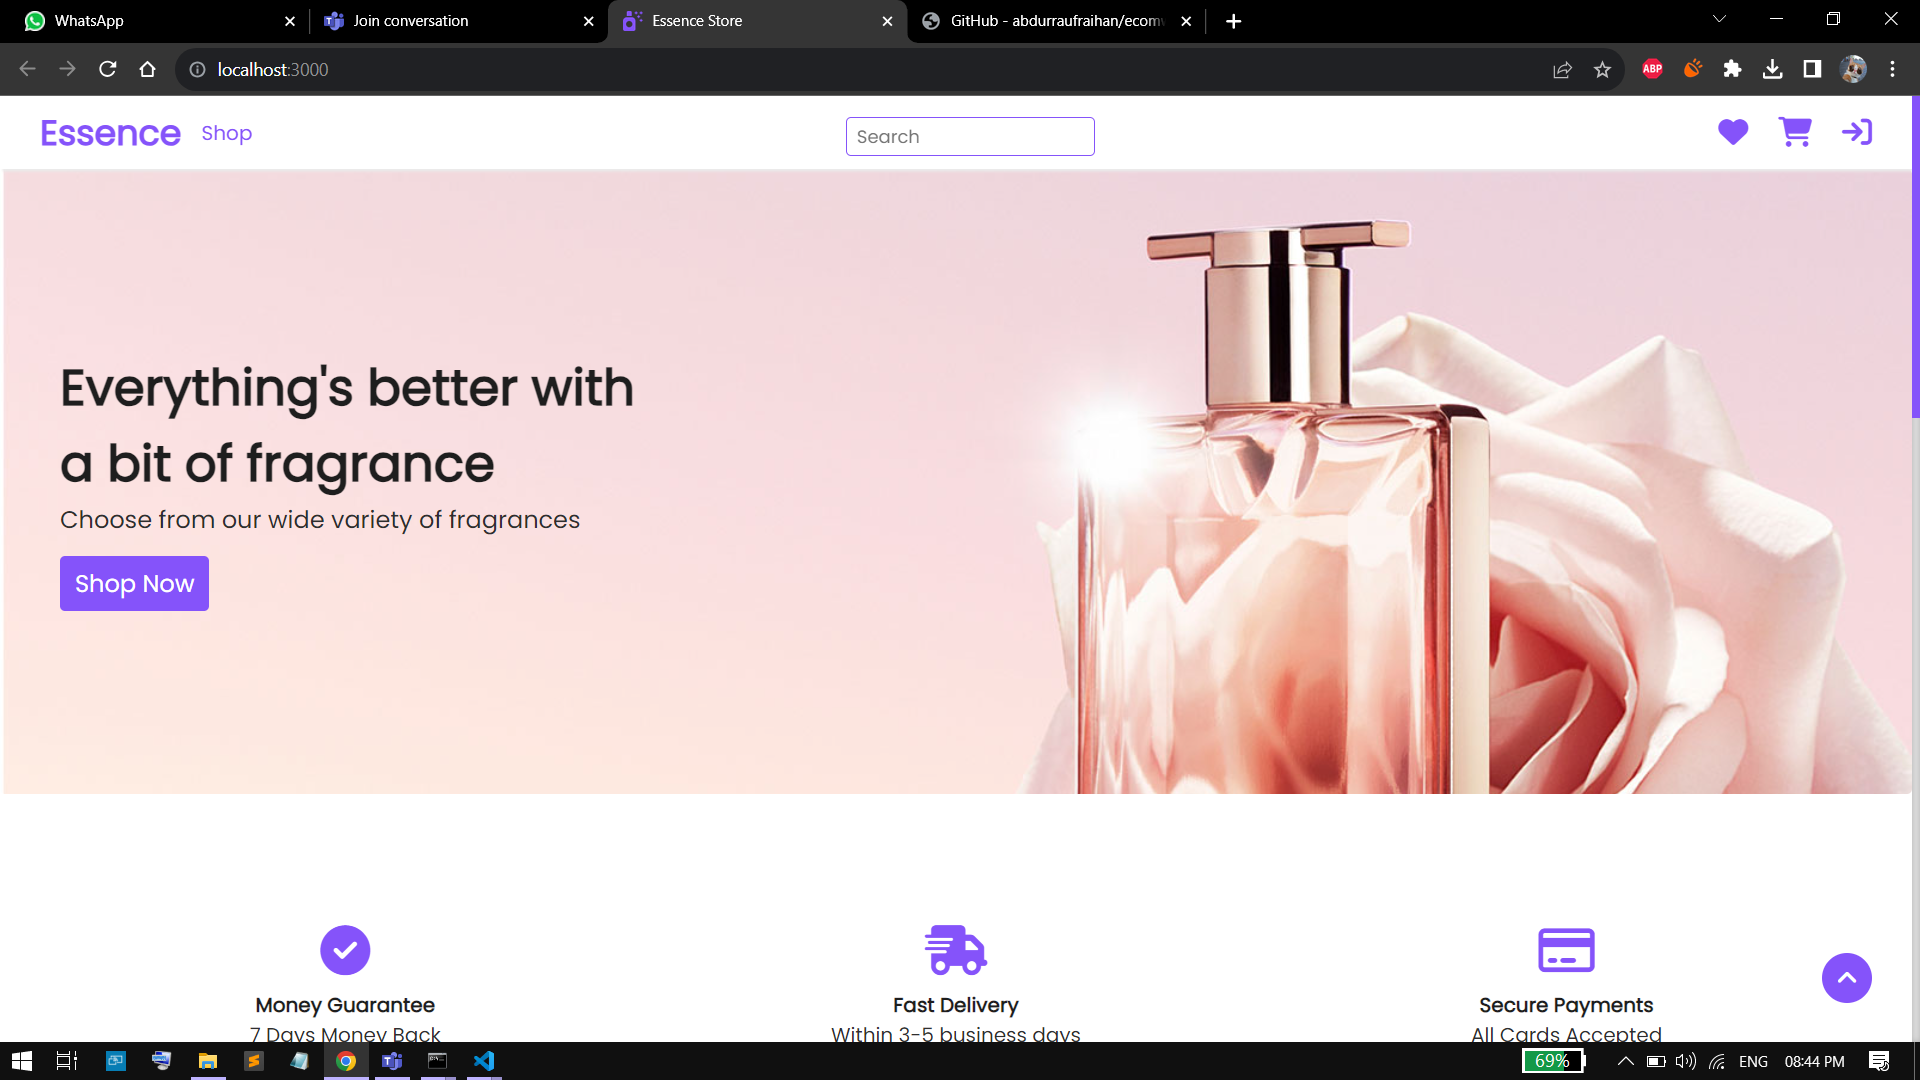 WhatsApp
Join conversation
Essence Store
GitHub - abdurraufraihan/ecomw
localhost:3000
ABP
Essence
Shop
Search
Everything's better with
a bit of fragrance
Choose from our wide variety of fragrances
Shop Now
Money Guarantee
7 Days Money Back
Fast Delivery
Within 3-5 business days
Secure Payments
All Cards Accepted
69%
ENG
08:44 PM